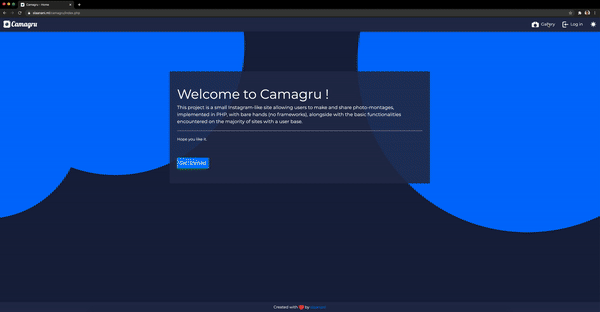 Camagru - Home
Camagru
Gallery
Log in
Welcome to Camagru !
This project is a small Instagram-like site allowing users to make and share photo-montages,
implemented in PHP, with bare hands (no frameworks), alongside with the basic functionalities
encountered on the majority of sites with a user base.
Hope you like it.
Get started
Created with ❤️ by